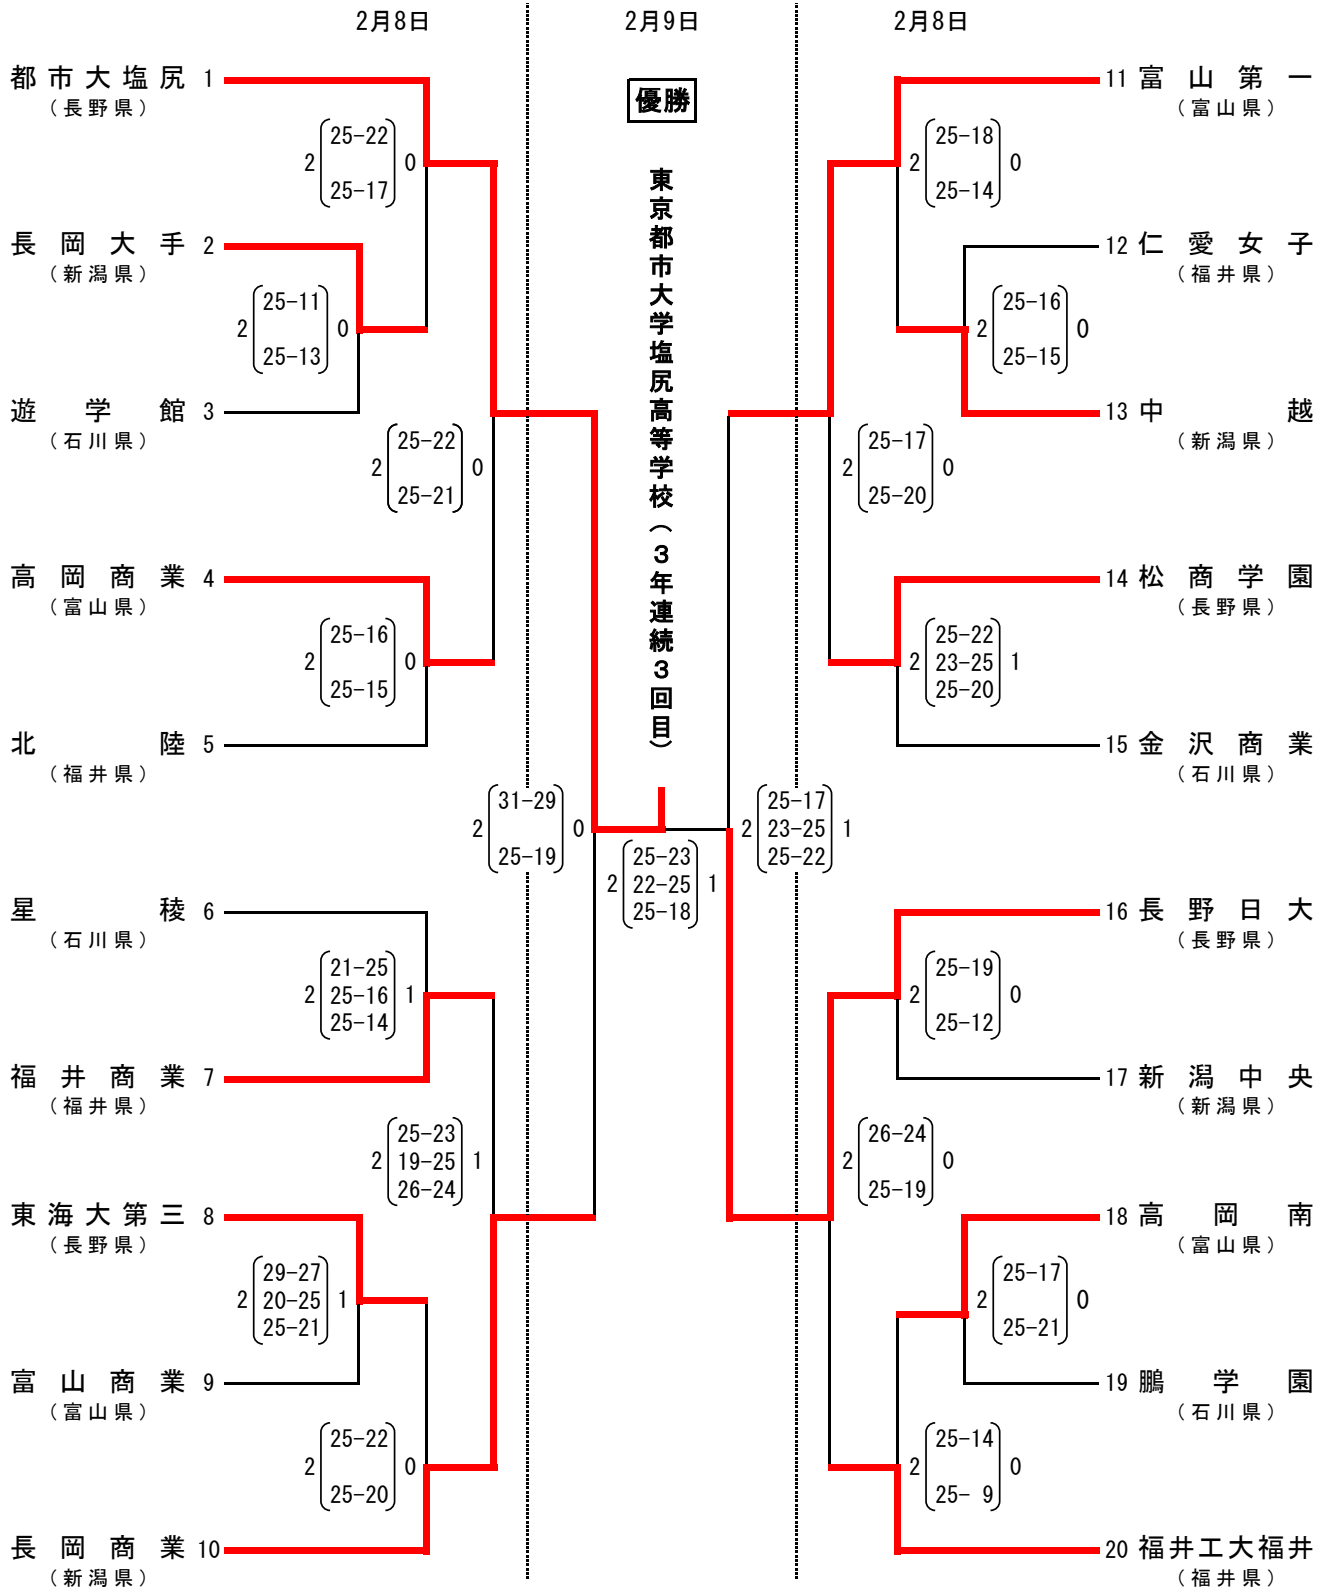 2月8日
2月9日
2月8日
優勝
東京都市大学塩尻高等学校(3年連続3回目)
都市大塩尻 1
(長野県)
2 25-22 0
25-17
長岡大手 2
(新潟県)
2 25-11 0
25-13
遊学館 3
(石川県)
2 25-22 0
25-21
高岡商業 4
(富山県)
2 25-16 0
25-15
北陸 5
(福井県)
2 31-29 0
25-19
星稜 6
(石川県)
2 21-25 1
25-16
25-14
福井商業 7
(福井県)
2 25-23 1
19-25
26-24
東海大第三 8
(長野県)
2 29-27 1
20-25
25-21
富山商業 9
(富山県)
2 25-22 0
25-20
長岡商業 10
(新潟県)
2 25-23 1
22-25
25-18
11 富山第一
(富山県)
2 25-18 0
25-14
12 仁愛女子
(福井県)
2 25-16 0
25-15
13 中越
(新潟県)
2 25-17 0
25-20
14 松商学園
(長野県)
2 25-22 1
23-25
25-20
15 金沢商業
(石川県)
2 25-17 1
23-25
25-22
16 長野日大
(長野県)
2 25-19 0
25-12
17 新潟中央
(新潟県)
2 26-24 0
25-19
18 高岡南
(富山県)
2 25-17 0
25-21
19 鵬学園
(石川県)
2 25-14 0
25- 9
20 福井工大福井
(福井県)